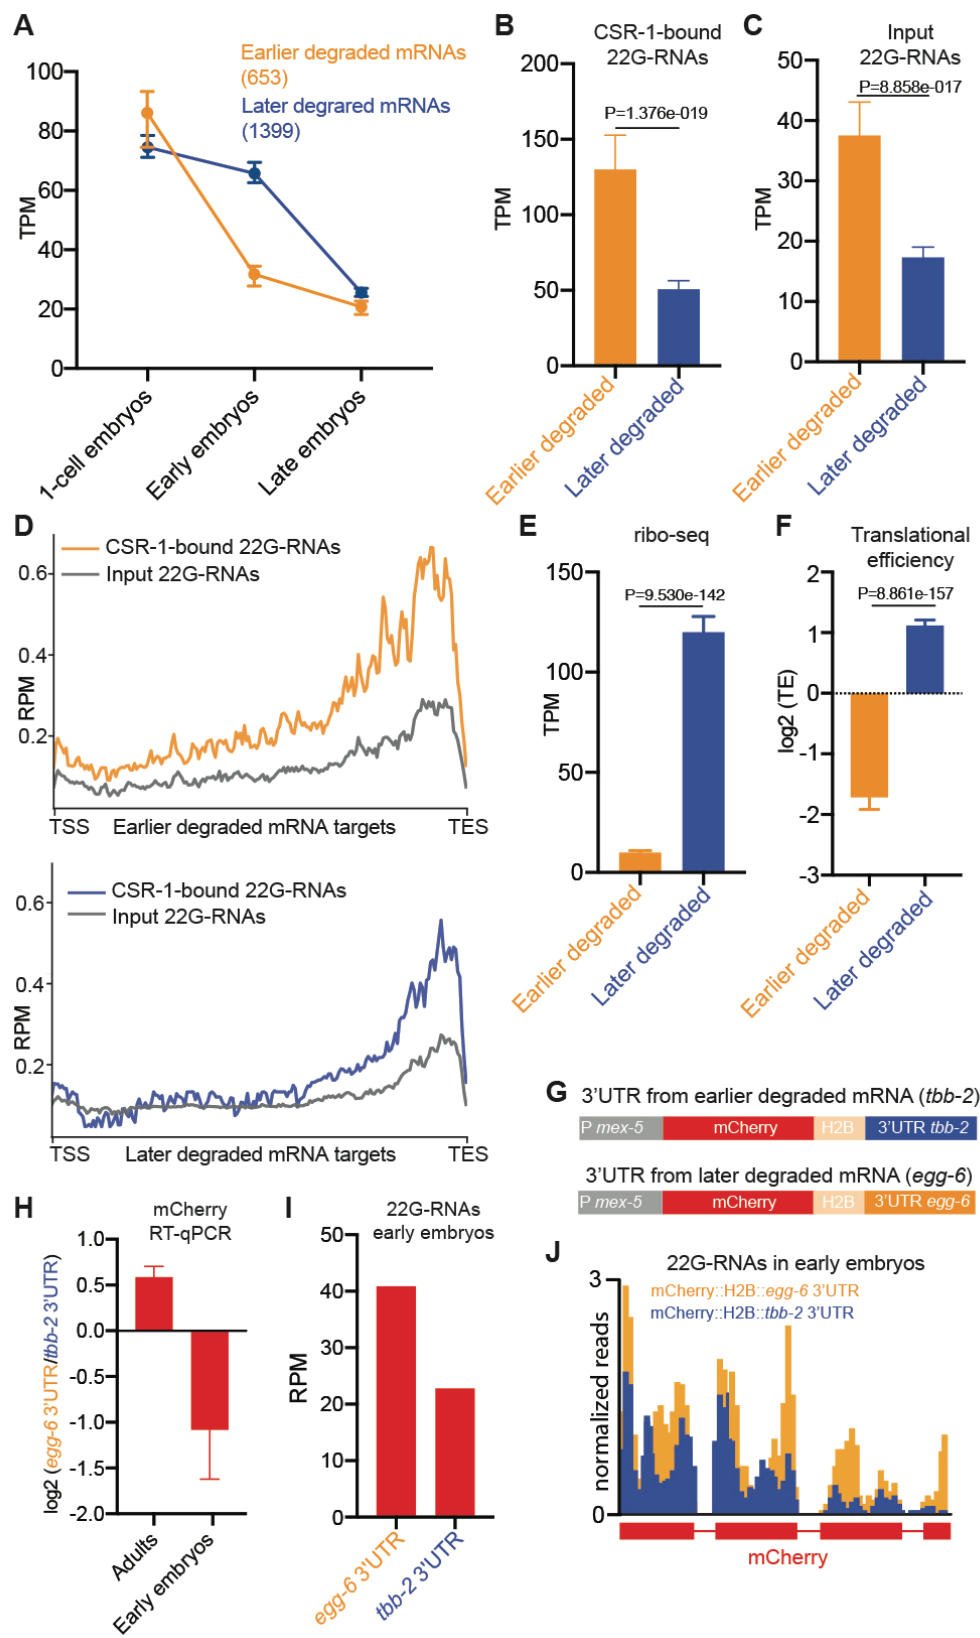 A
Earlier degraded mRNAs
(653)
Later degrared mRNAs
(1399)
100
80
60
40
20
0
TPM
1-cell embryos
Early embryos
Late embryos
B
CSR-1-bound
22G-RNAs
P=1.376e-019
200
150
100
50
0
TPM
Earlier degraded
Later degraded
C
Input
22G-RNAs
P=8.858e-017
50
40
30
20
10
0
TPM
Earlier degraded
Later degraded
D
CSR-1-bound 22G-RNAs
Input 22G-RNAs
0.6
0.4
0.2
RPM
TSS
Earlier degraded mRNA targets
TES
CSR-1-bound 22G-RNAs
Input 22G-RNAs
0.6
0.4
0.2
RPM
TSS
Later degraded mRNA targets
TES
E
ribo-seq
P=9.530e-142
150
100
50
0
TPM
Earlier degraded
Later degraded
F
Translational
efficiency
P=8.861e-157
2
1
0
-1
-2
-3
log2 (TE)
Earlier degraded
Later degraded
G
3'UTR from earlier degraded mRNA (tbb-2)
P mex-5 mCherry H2B 3'UTR tbb-2
3'UTR from later degraded mRNA (egg-6)
P mex-5 mCherry H2B 3'UTR egg-6
H
mCherry
RT-qPCR
1.0
0.5
0.0
-0.5
-1.0
-1.5
-2.0
log2 (egg-6 3'UTR/tbb-2 3'UTR)
Adults
Early embryos
I
22G-RNAs
early embryos
50
40
30
20
10
0
RPM
egg-6 3'UTR
tbb-2 3'UTR
J
22G-RNAs in early embryos
mCherry::H2B::egg-6 3'UTR
mCherry::H2B::tbb-2 3'UTR
3
0
normalized reads
mCherry